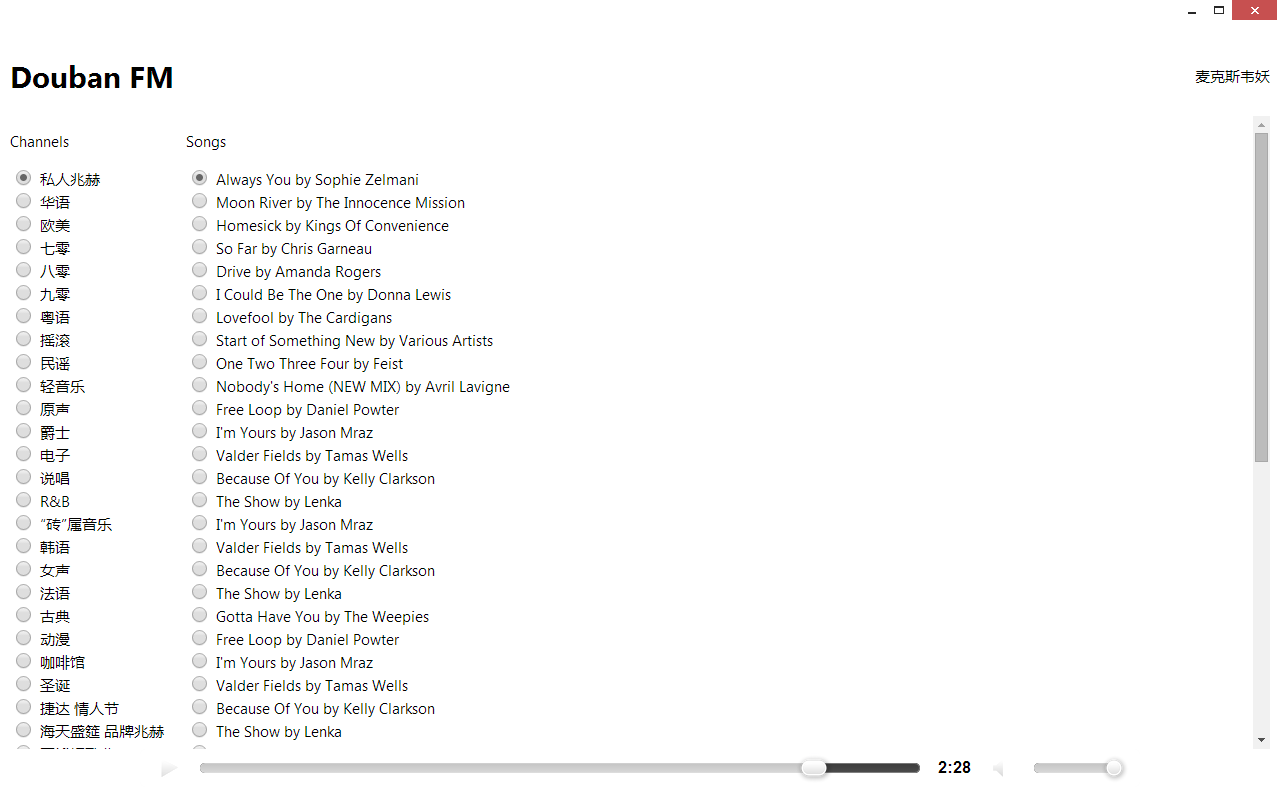 Douban FM
麦克斯韦妖
Channels
Songs
私人兆赫
华语
欧美
七零
八零
九零
粤语
摇滚
民谣
轻音乐
原声
爵士
电子
说唱
R&B
“砖”属音乐
韩语
女声
法语
古典
动漫
咖啡馆
圣诞
捷达 情人节
海天盛筵 品牌兆赫
Always You by Sophie Zelmani
Moon River by The Innocence Mission
Homesick by Kings Of Convenience
So Far by Chris Garneau
Drive by Amanda Rogers
I Could Be The One by Donna Lewis
Lovefool by The Cardigans
Start of Something New by Various Artists
One Two Three Four by Feist
Nobody's Home (NEW MIX) by Avril Lavigne
Free Loop by Daniel Powter
I'm Yours by Jason Mraz
Valder Fields by Tamas Wells
Because Of You by Kelly Clarkson
The Show by Lenka
I'm Yours by Jason Mraz
Valder Fields by Tamas Wells
Because Of You by Kelly Clarkson
The Show by Lenka
Gotta Have You by The Weepies
Free Loop by Daniel Powter
I'm Yours by Jason Mraz
Valder Fields by Tamas Wells
Because Of You by Kelly Clarkson
The Show by Lenka
2:28